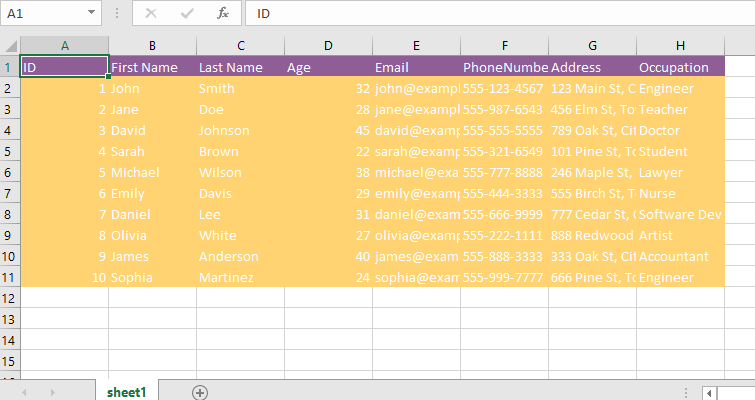 A1 fx ID
A B C D E F G H
1 ID First Name Last Name Age Email PhoneNumbe Address Occupation
2 1 John Smith 32 john@exampl 555-123-4567 123 Main St, C Engineer
3 2 Jane Doe 28 jane@exampl 555-987-6543 456 Elm St, To Teacher
4 3 David Johnson 45 david@examp 555-555-5555 789 Oak St, Cit Doctor
5 4 Sarah Brown 22 sarah@examp 555-321-6549 101 Pine St, To Student
6 5 Michael Wilson 38 michael@exa 555-777-8888 246 Maple St, Lawyer
7 6 Emily Davis 29 emily@examp 555-444-3333 555 Birch St, T Nurse
8 7 Daniel Lee 31 daniel@exam 555-666-9999 777 Cedar St, Software Dev
9 8 Olivia White 27 olivia@examp 555-222-1111 888 Redwood Artist
10 9 James Anderson 40 james@examp 555-888-3333 333 Oak St, Cit Accountant
11 10 Sophia Martinez 24 sophia@exam 555-999-7777 666 Pine St, To Engineer
12
13
14
15
sheet1